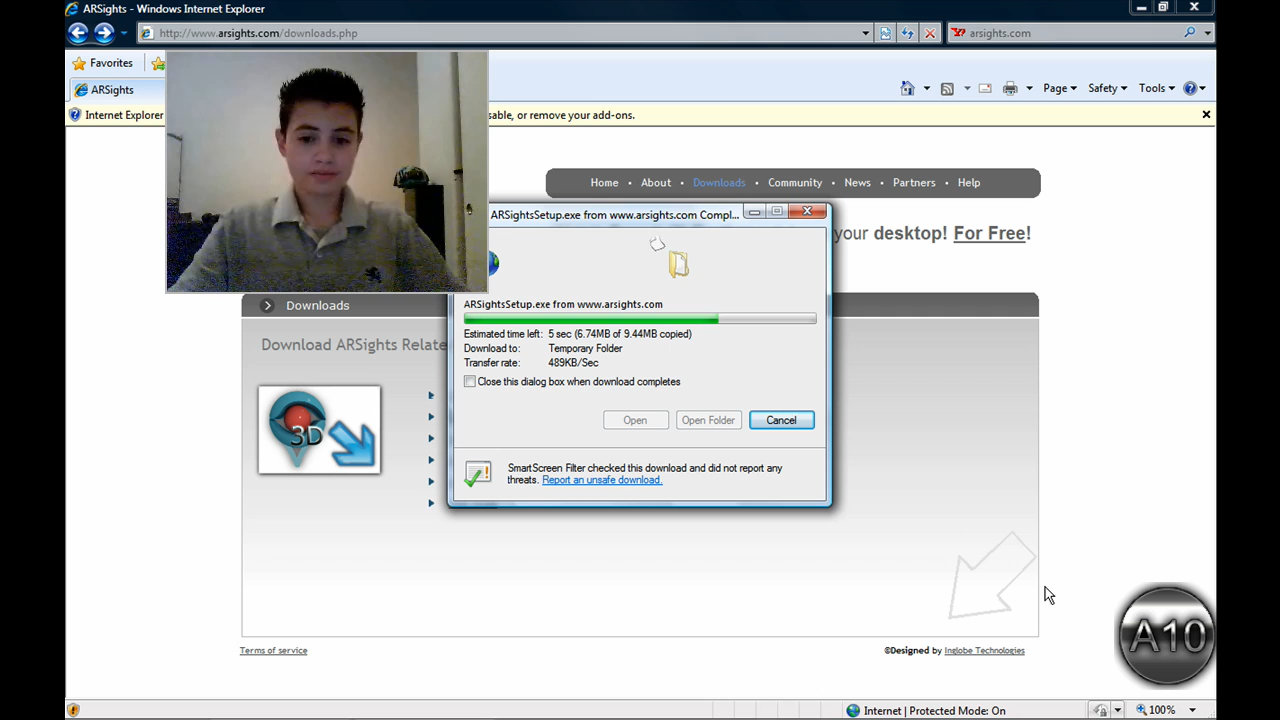 ARSights - Windows Internet Explorer
http://www.arsights.com/downloads.php
arsights.com
Favorites
ARSights
Page
Safety
Tools
Internet Explorer
sable, or remove your add-ons.
Home • About • Downloads • Community • News • Partners • Help
your desktop! For Free!
ARSightsSetup.exe from www.arsights.com Compl...
ARSightsSetup.exe from www.arsights.com
Estimated time left: 5 sec (6.74MB of 9.44MB copied)
Download to: Temporary Folder
Transfer rate: 489KB/Sec
Close this dialog box when download completes
Open
Open Folder
Cancel
SmartScreen Filter checked this download and did not report any
threats. Report an unsafe download.
Downloads
Download ARSights Relate
3D
Terms of service
©Designed by Inglobe Technologies
A10
Internet | Protected Mode: On
100%